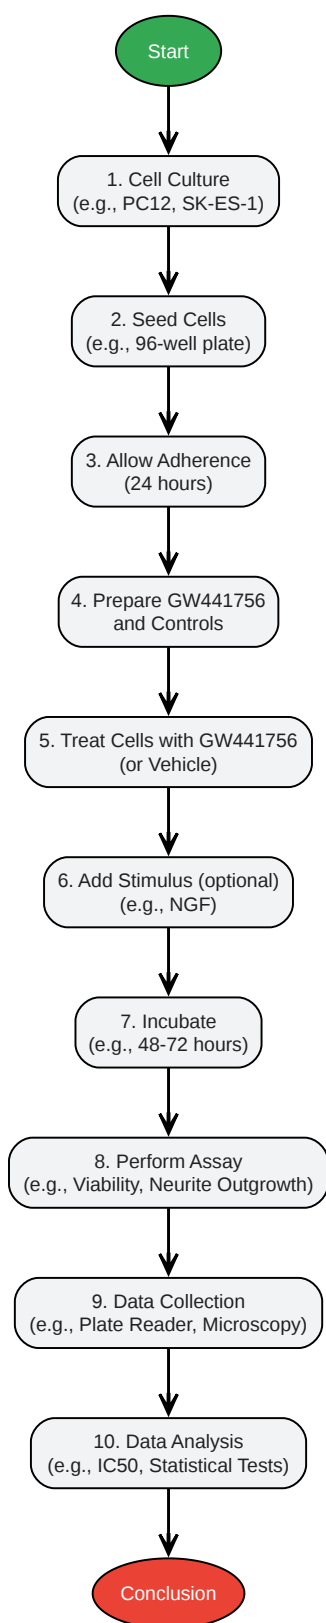 Start
1. Cell Culture
(e.g., PC12, SK-ES-1)
2. Seed Cells
(e.g., 96-well plate)
3. Allow Adherence
(24 hours)
4. Prepare GW441756
and Controls
5. Treat Cells with GW441756
(or Vehicle)
6. Add Stimulus (optional)
(e.g., NGF)
7. Incubate
(e.g., 48-72 hours)
8. Perform Assay
(e.g., Viability, Neurite Outgrowth)
9. Data Collection
(e.g., Plate Reader, Microscopy)
10. Data Analysis
(e.g., IC50, Statistical Tests)
Conclusion